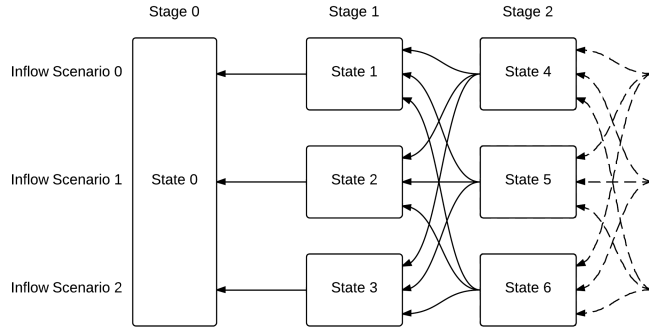 Stage 0
Stage 1
Stage 2
Inflow Scenario 0
State 1
State 4
Inflow Scenario 1
State 0
State 2
State 5
Inflow Scenario 2
State 3
State 6